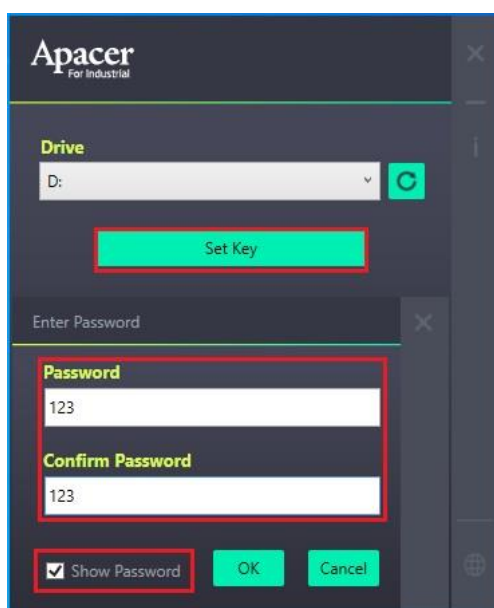 Apacer
For Industrial
Drive
D:
Set Key
Enter Password
Password
123
Confirm Password
123
Show Password
OK
Cancel